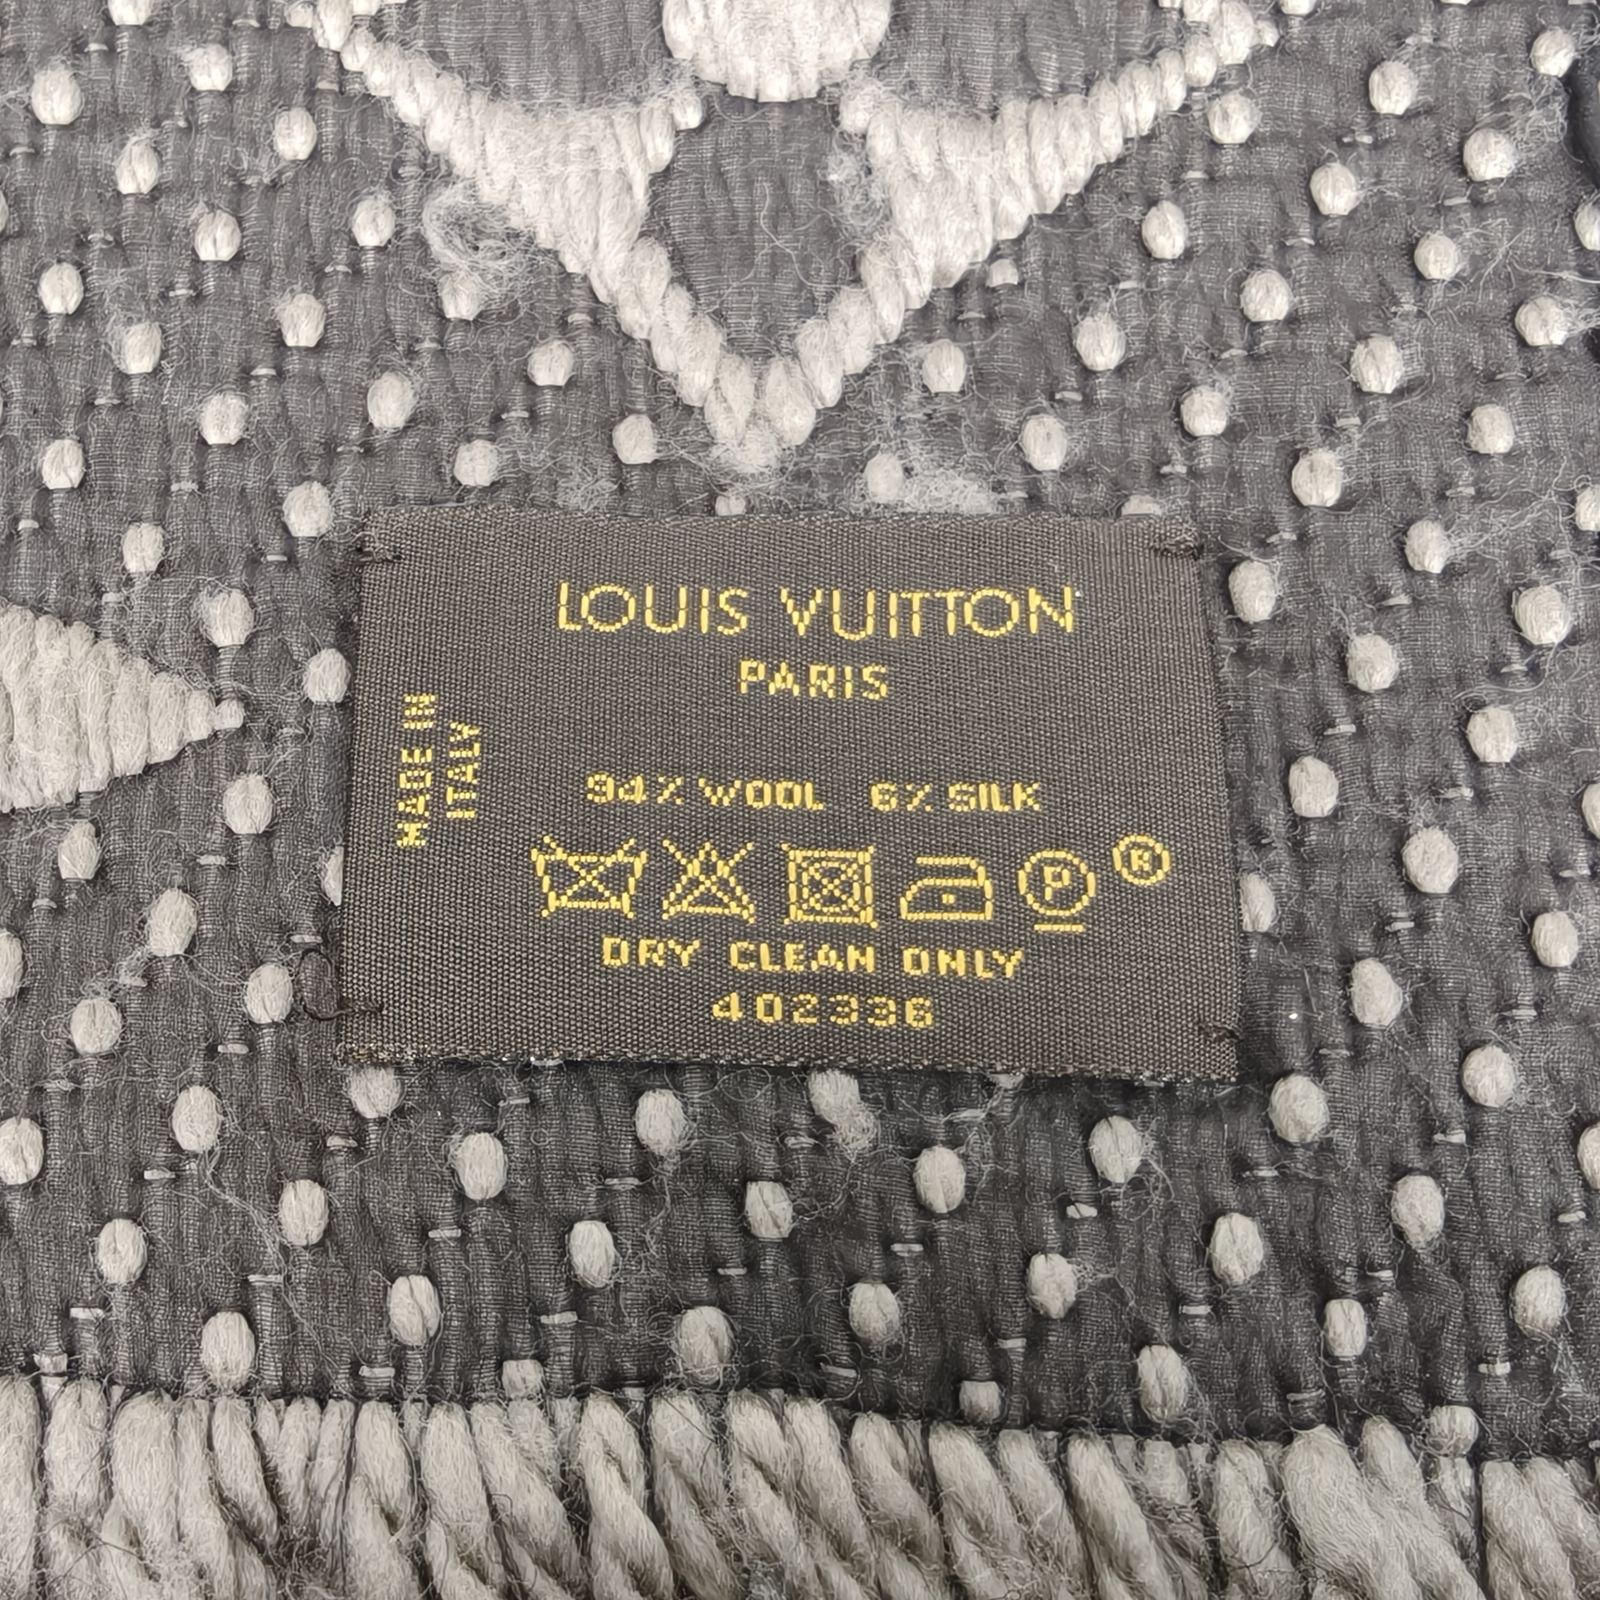 LOUIS VUITTON
PARIS
MADE IN
ITALY
94% WOOL 6% SILK
P ®
DRY CLEAN ONLY
402336